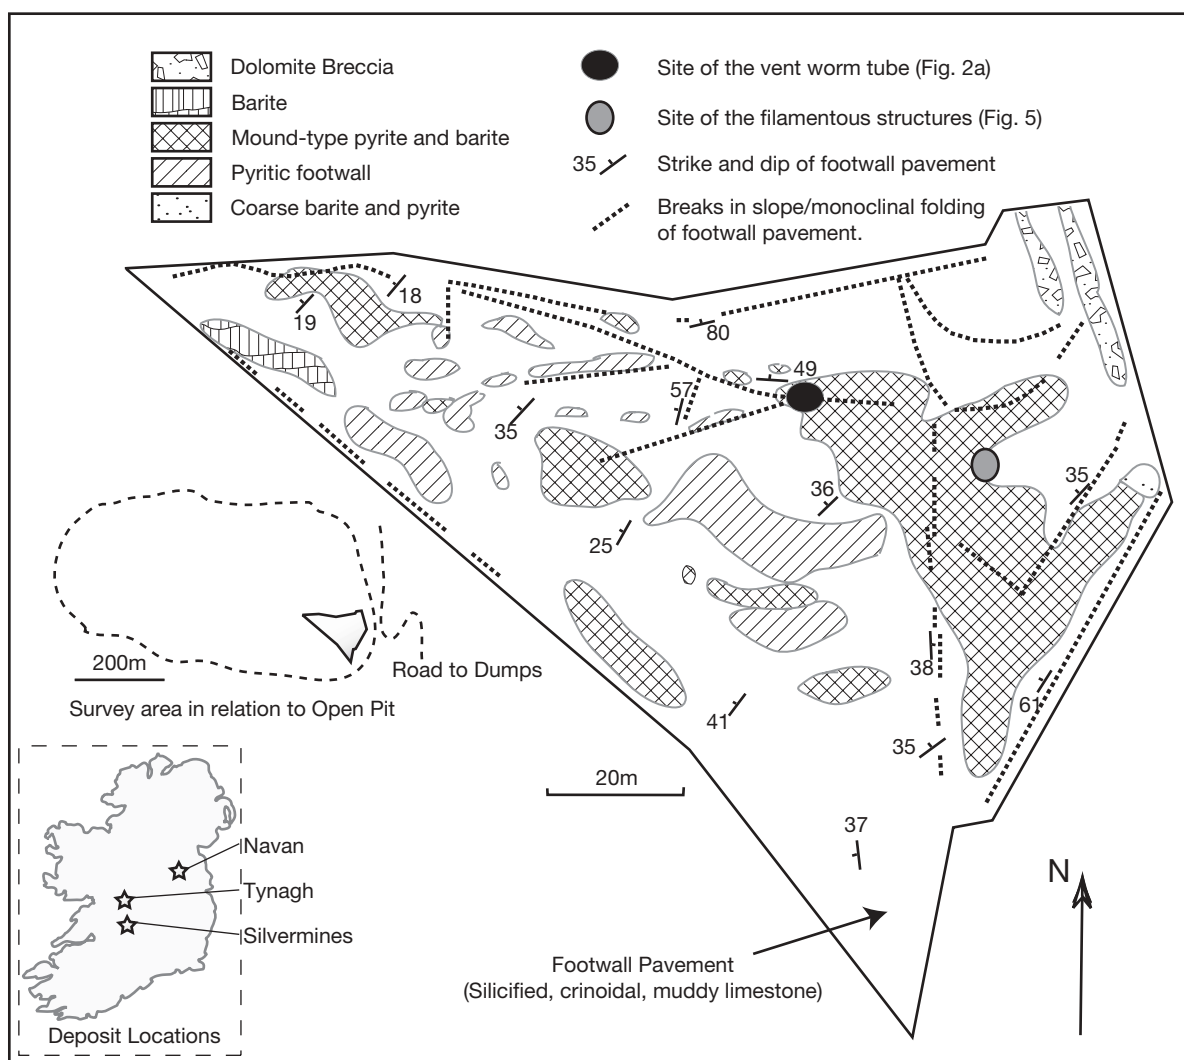 Dolomite Breccia
Barite
Mound-type pyrite and barite
Pyritic footwall
Coarse barite and pyrite
Site of the vent worm tube (Fig. 2a)
Site of the filamentous structures (Fig. 5)
35
Strike and dip of footwall pavement
Breaks in slope/monoclinal folding
of footwall pavement.
18
19
80
49
57
35
36
35
25
38
61
41
35
37
20m
200m
Road to Dumps
Survey area in relation to Open Pit
Navan
Tynagh
Silvermines
Deposit Locations
Footwall Pavement
(Silicified, crinoidal, muddy limestone)
N